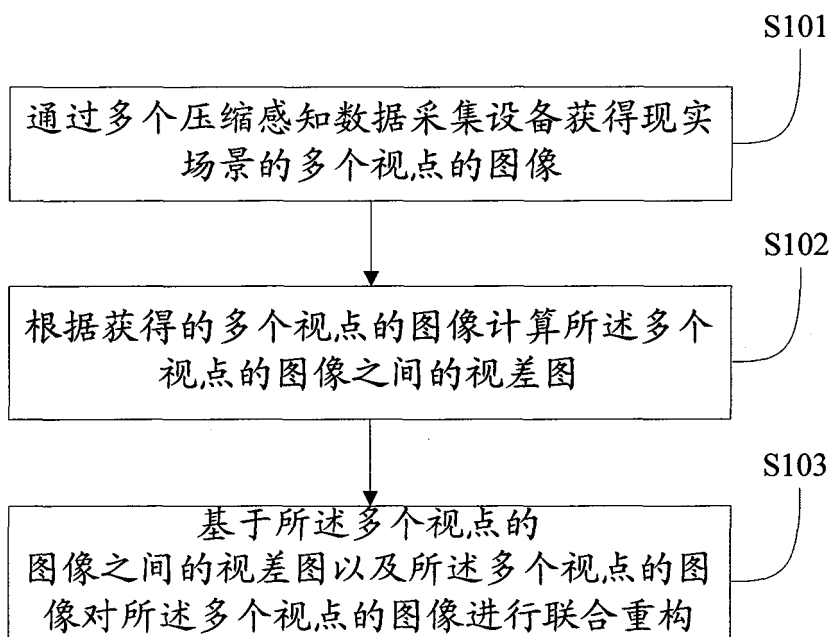 S101
通过多个压缩感知数据采集设备获得现实
场景的多个视点的图像
S102
根据获得的多个视点的图像计算所述多个
视点的图像之间的视差图
S103
基于所述多个视点的
图像之间的视差图以及所述多个视点的图
像对所述多个视点的图像进行联合重构